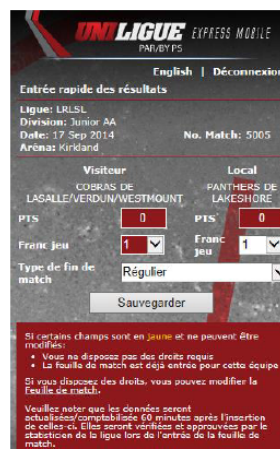 UNILIGUE EXPRESS MOBILE
PAR/BY PS
English | Déconnexion
Entrée rapide des résultats
Ligue: LRLSL
Division: Junior AA
Date: 17 Sep 2014 No. Match: 5005
Aréna: Kirkland
Visiteur Local
COBRAS DE LASALLE/VERDUN/WESTMOUNT PANTHERS DE LAKESHORE
PTS 0 PTS 0
Franc jeu 1 Franc jeu 1
Type de fin de match Régulier
Sauvegarder
Si certains champs sont en jaune et ne peuvent être
modifiés:
Vous ne disposez pas des droits requis
La feuille de match est déjà entrée pour cette équipe
Si vous disposez des droits, vous pouvez modifier la
Feuille de match.
Veuillez noter que les données seront
actualisées/comptabilisée 60 minutes après l'insertion
de celles-ci. Elles seront vérifiées et approuvées par le
statisticien de la ligue lors de l'entrée de la feuille de
match.